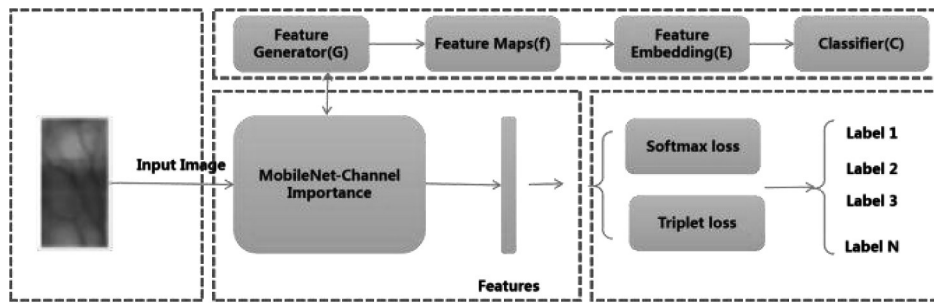 Feature
Generator(G)
Feature Maps(f)
Feature
Embedding(E)
Classifier(C)
Input Image
MobileNet-Channel
Importance
Features
Softmax loss
Triplet loss
Label 1
Label 2
Label 3
Label N